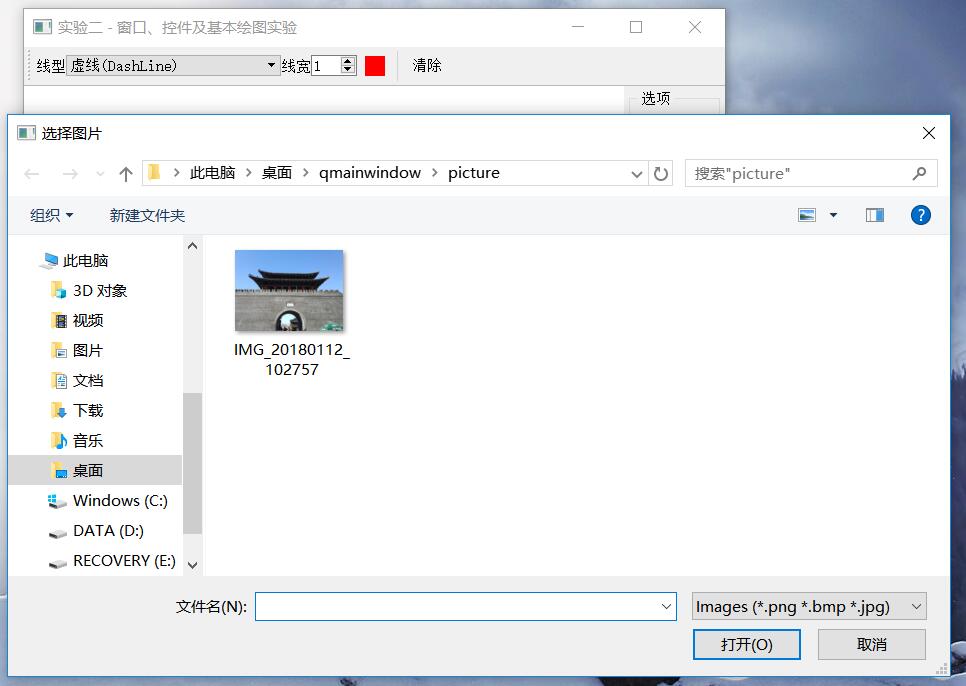 实验二 - 窗口、控件及基本绘图实验
线型 虚线(DashLine) 线宽 1 清除
选项
选择图片
此电脑 桌面 qmainwindow picture 搜索"picture"
组织 新建文件夹
此电脑
3D 对象
视频
图片
文档
下载
音乐
桌面
Windows (C:)
DATA (D:)
RECOVERY (E:)
IMG_20180112_
102757
文件名(N): Images (*.png *.bmp *.jpg)
打开(O) 取消